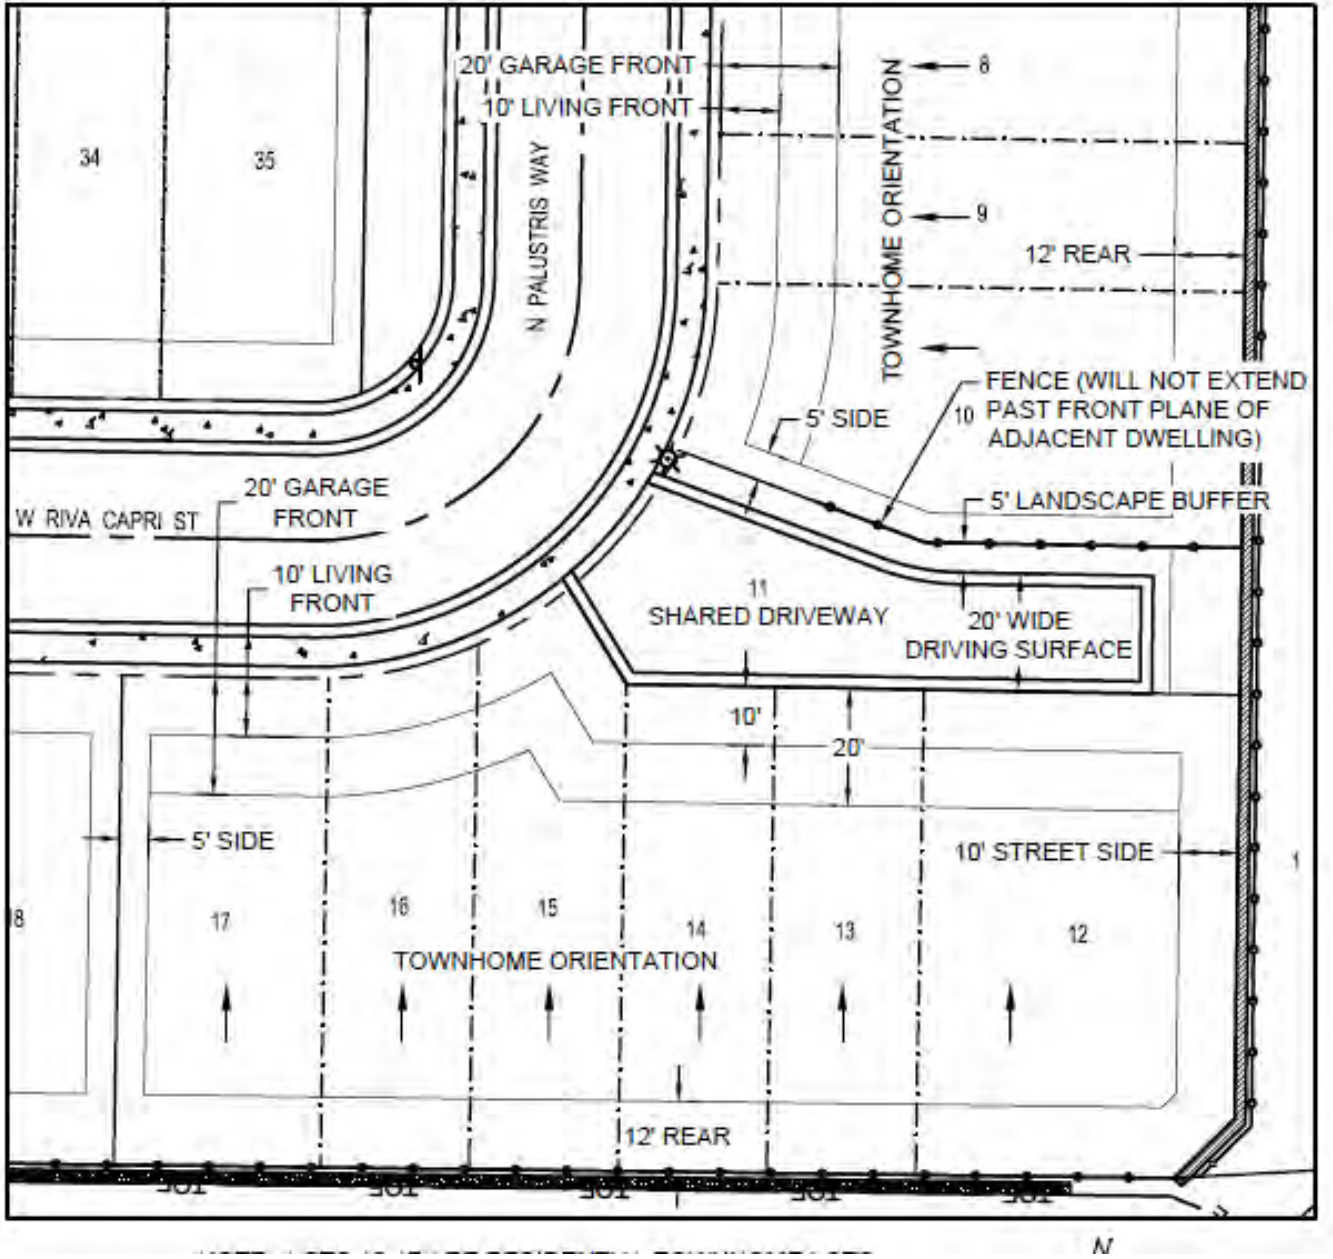 20' GARAGE FRONT
8
10' LIVING FRONT
34
35
N PALUSTRIS WAY
TOWNHOME ORIENTATION
9
12' REAR
FENCE (WILL NOT EXTEND
10 PAST FRONT PLANE OF
ADJACENT DWELLING)
5' SIDE
20' GARAGE
FRONT
5' LANDSCAPE BUFFER
W RIVA CAPRI ST
10' LIVING
FRONT
11
SHARED DRIVEWAY
20' WIDE
DRIVING SURFACE
10'
20'
5' SIDE
10' STREET SIDE
1
17
16
15
14
13
12
TOWNHOME ORIENTATION
12' REAR
N